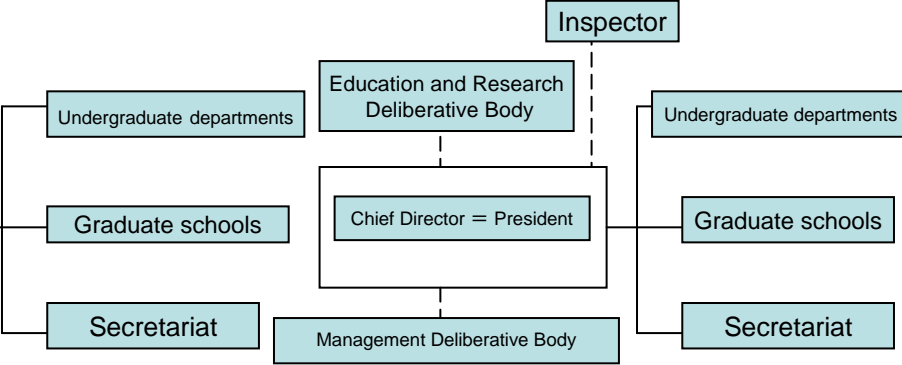 Inspector
Education and Research
Deliberative Body
Undergraduate departments
Undergraduate departments
Chief Director = President
Graduate schools
Graduate schools
Secretariat
Management Deliberative Body
Secretariat